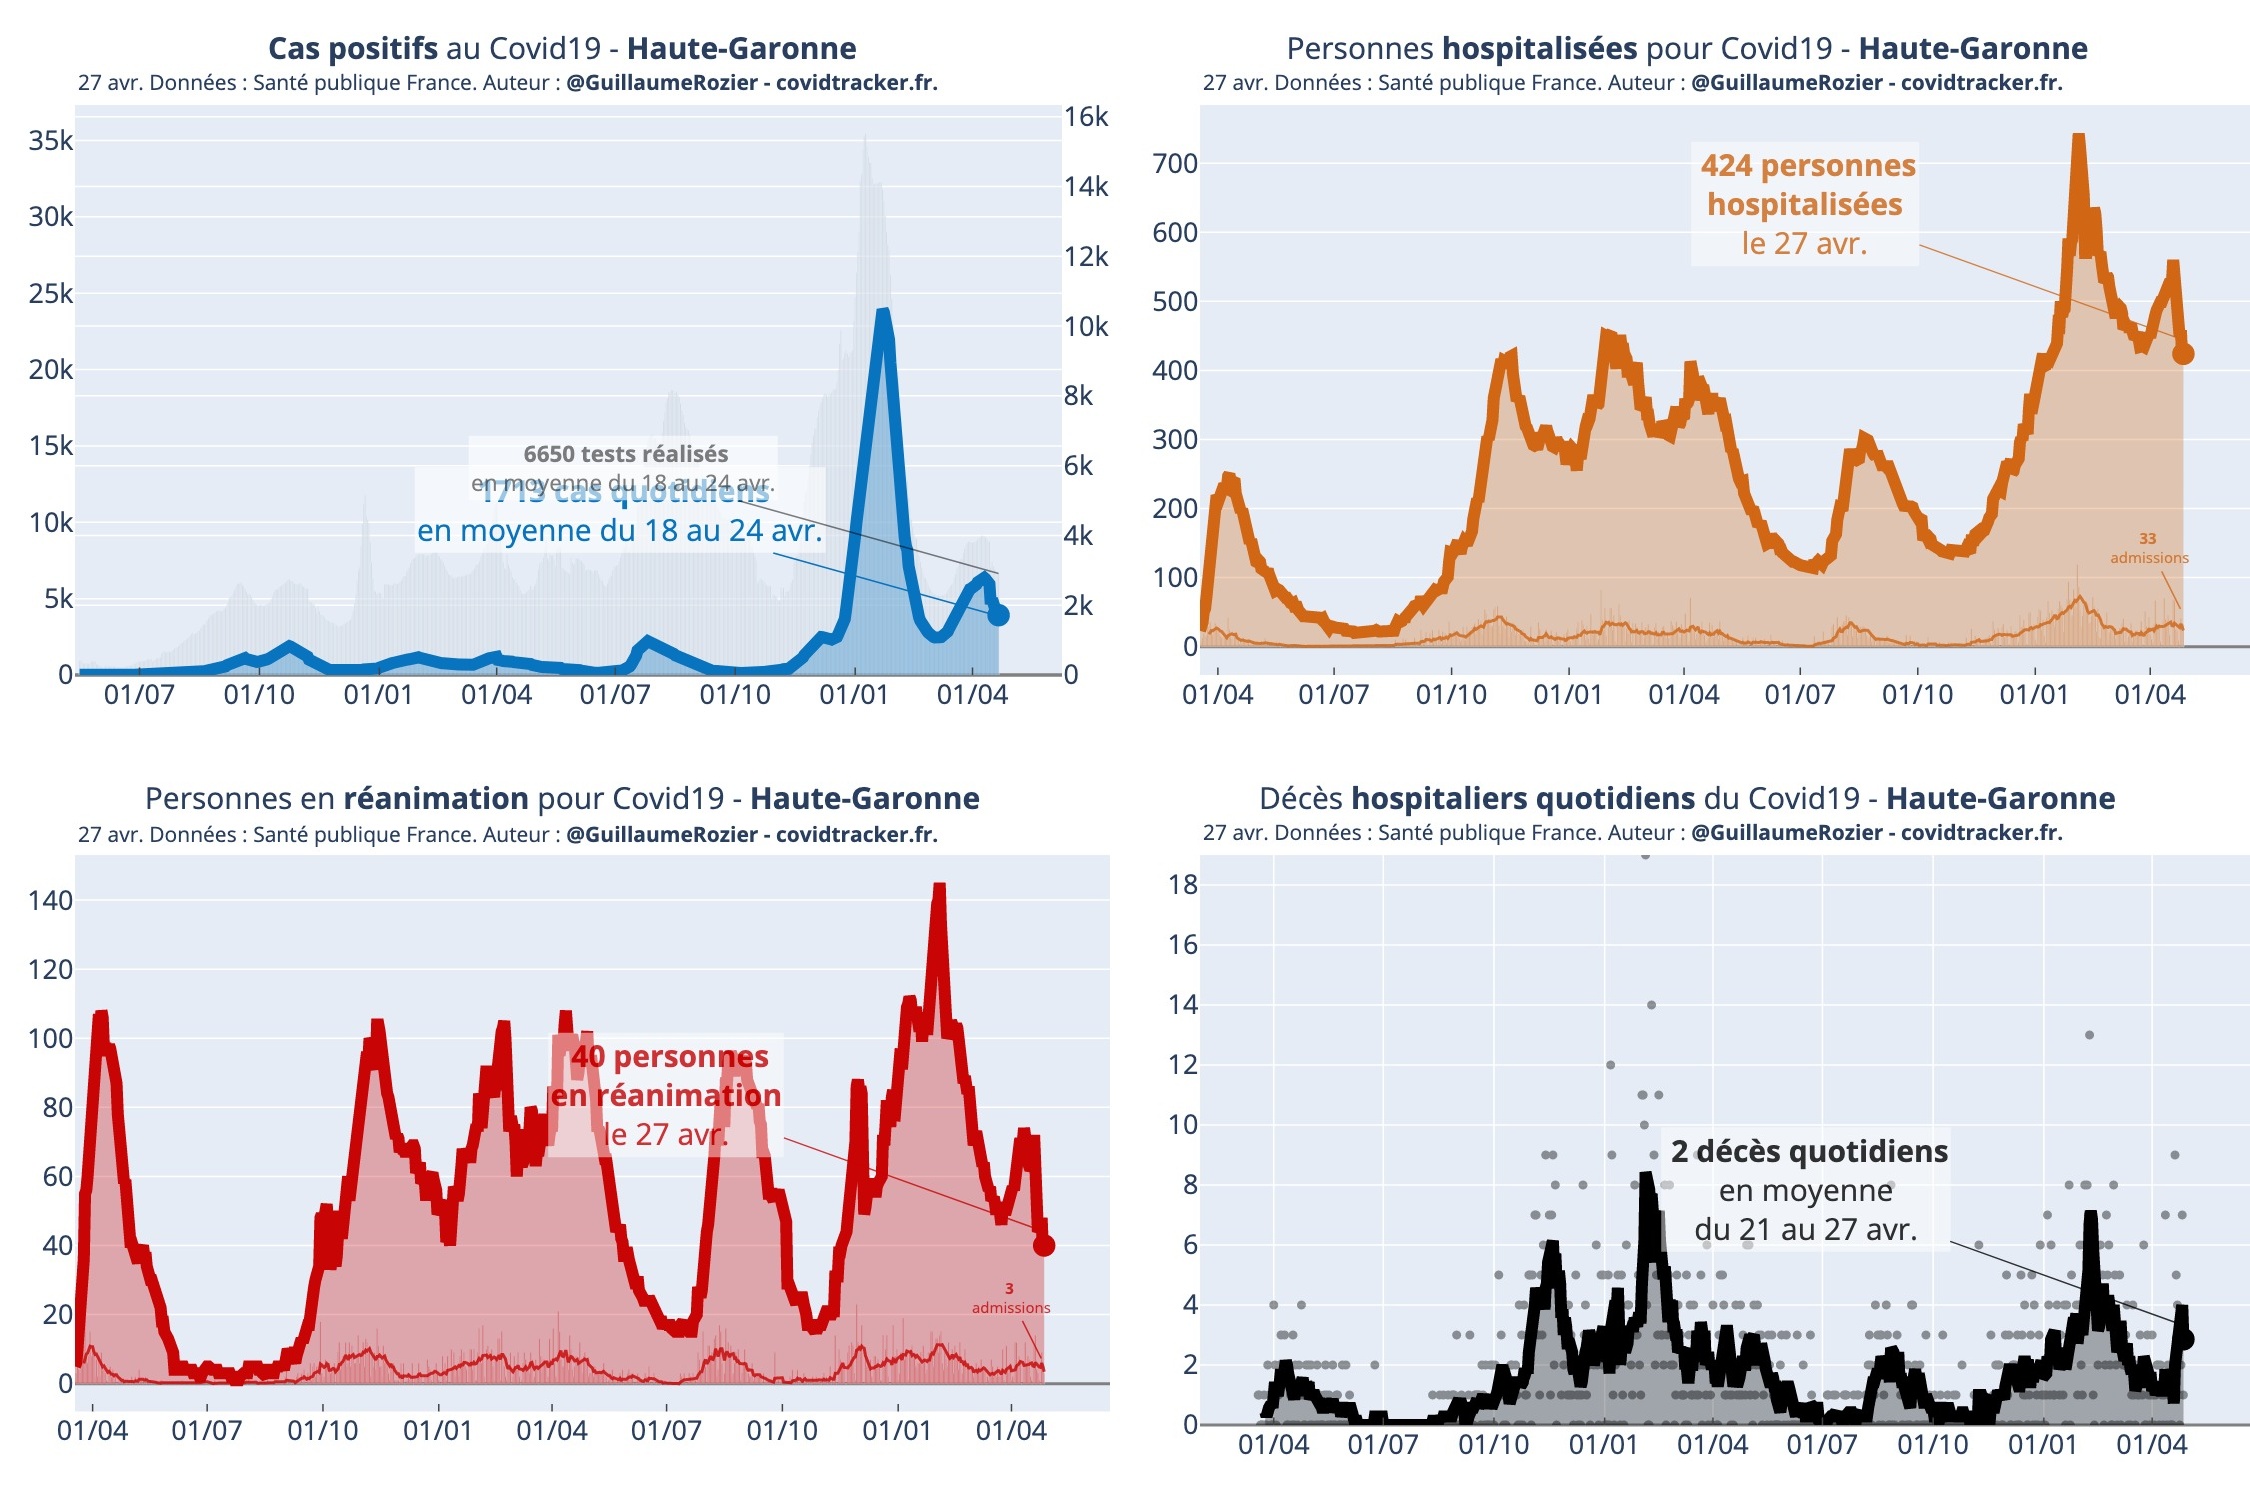 Cas positifs au Covid19 - Haute-Garonne
27 avr. Données : Santé publique France. Auteur : @GuillaumeRozier - covidtracker.fr.
35k
30k
25k
20k
15k
10k
5k
0
16k
14k
12k
10k
8k
6k
4k
2k
0
6650 tests réalisés
en moyenne du 18 au 24 avr.
1713 cas quotidiens
en moyenne du 18 au 24 avr.
01/07 01/10 01/01 01/04 01/07 01/10 01/01 01/04
Personnes hospitalisées pour Covid19 - Haute-Garonne
27 avr. Données : Santé publique France. Auteur : @GuillaumeRozier - covidtracker.fr.
700
600
500
400
300
200
100
0
424 personnes
hospitalisées
le 27 avr.
33
admissions
01/04 01/07 01/10 01/01 01/04 01/07 01/10 01/01 01/04
Personnes en réanimation pour Covid19 - Haute-Garonne
27 avr. Données : Santé publique France. Auteur : @GuillaumeRozier - covidtracker.fr.
140
120
100
80
60
40
20
0
40 personnes
en réanimation
le 27 avr.
3
admissions
01/04 01/07 01/10 01/01 01/04 01/07 01/10 01/01 01/04
Décès hospitaliers quotidiens du Covid19 - Haute-Garonne
27 avr. Données : Santé publique France. Auteur : @GuillaumeRozier - covidtracker.fr.
18
16
14
12
10
8
6
4
2
0
2 décès quotidiens
en moyenne
du 21 au 27 avr.
01/04 01/07 01/10 01/01 01/04 01/07 01/10 01/01 01/04